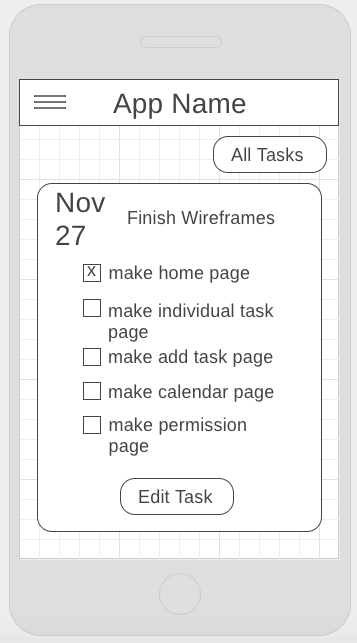 App Name
All Tasks
Nov
27
Finish Wireframes
x make home page
make individual task
page
make add task page
make calendar page
make permission
page
Edit Task